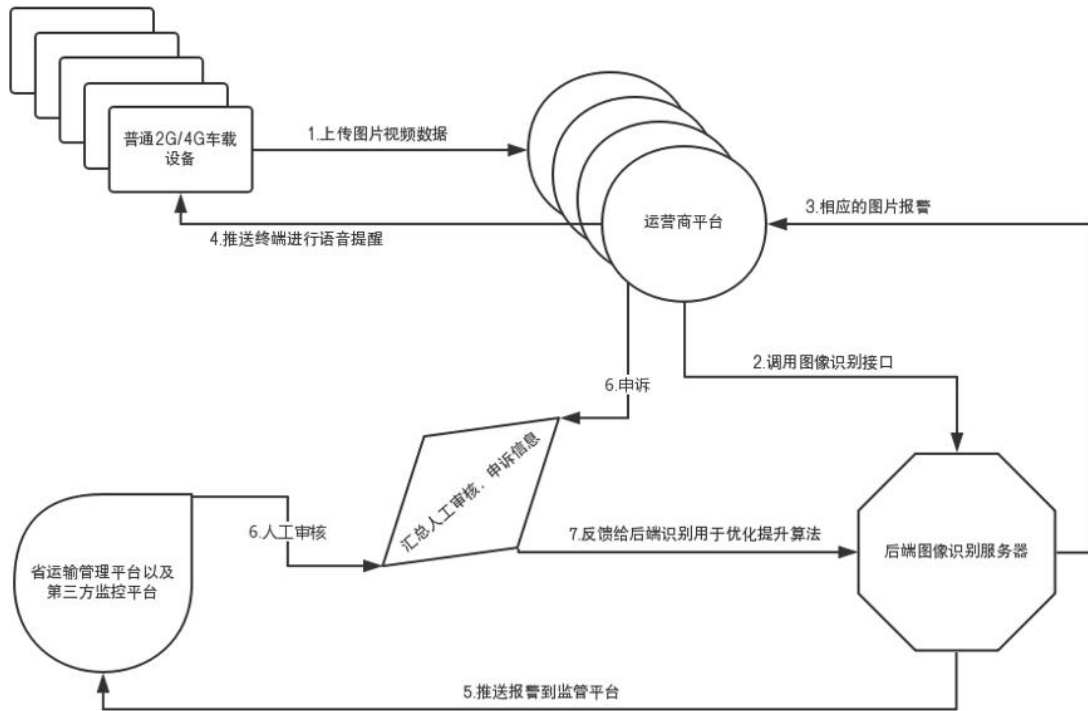 普通2G/4G车载
设备
1.上传图片视频数据
运营商平台
3.相应的图片报警
4.推送终端进行语音提醒
2.调用图像识别接口
6.申诉
汇总人工审核、申诉信息
6.人工审核
7.反馈给后端识别用于优化提升算法
后端图像识别服务器
省运输管理平台以及
第三方监控平台
5.推送报警到监管平台